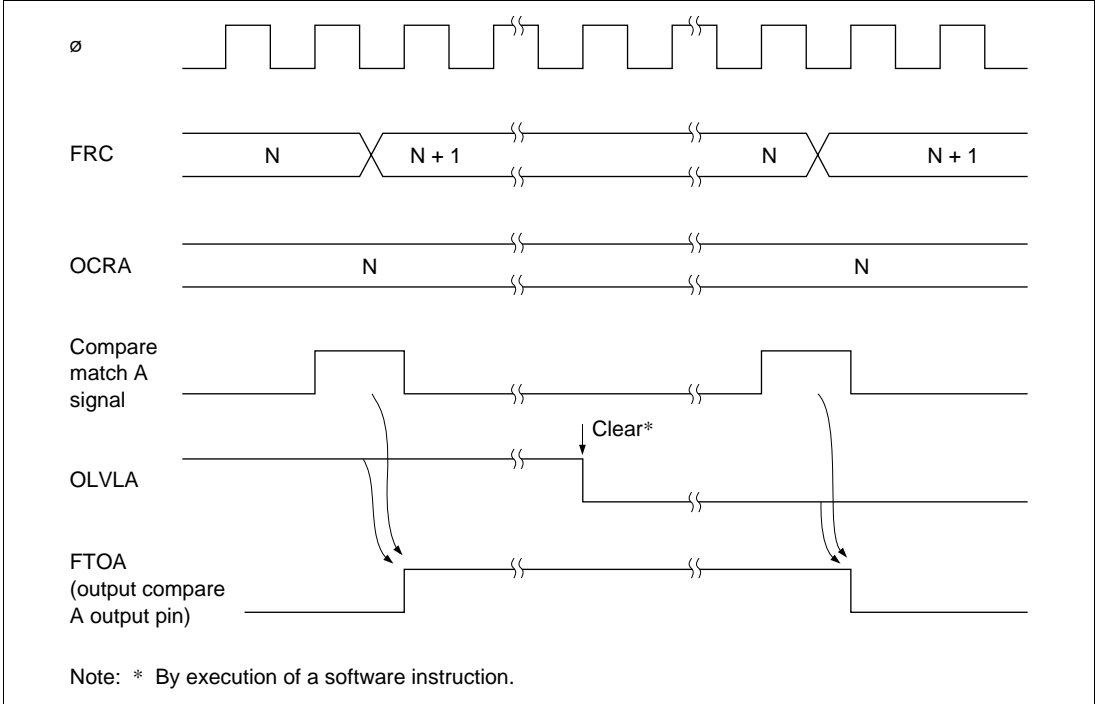 ø
FRC
N
N + 1
N
N + 1
OCRA
N
N
Compare
match A
signal
Clear*
OLVLA
FTOA
(output compare
A output pin)
Note: * By execution of a software instruction.